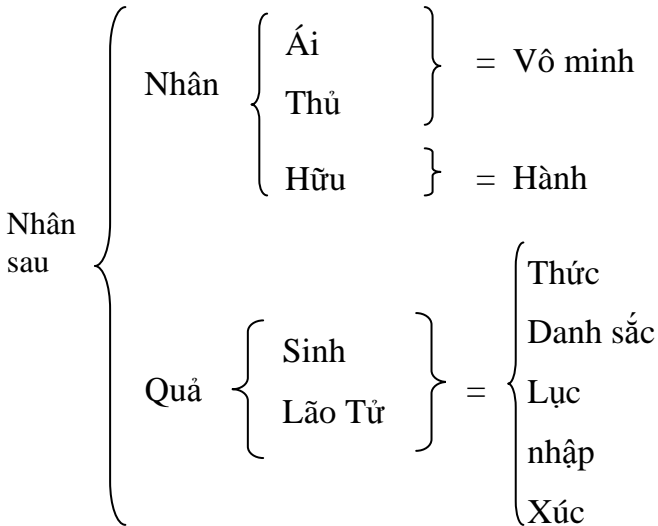 Nhân
sau
Nhân
Ái
Thủ
= Vô minh
Hữu
= Hành
Quả
Sinh
Lão Tử
=
Thức
Danh sắc
Lục
nhập
Xúc